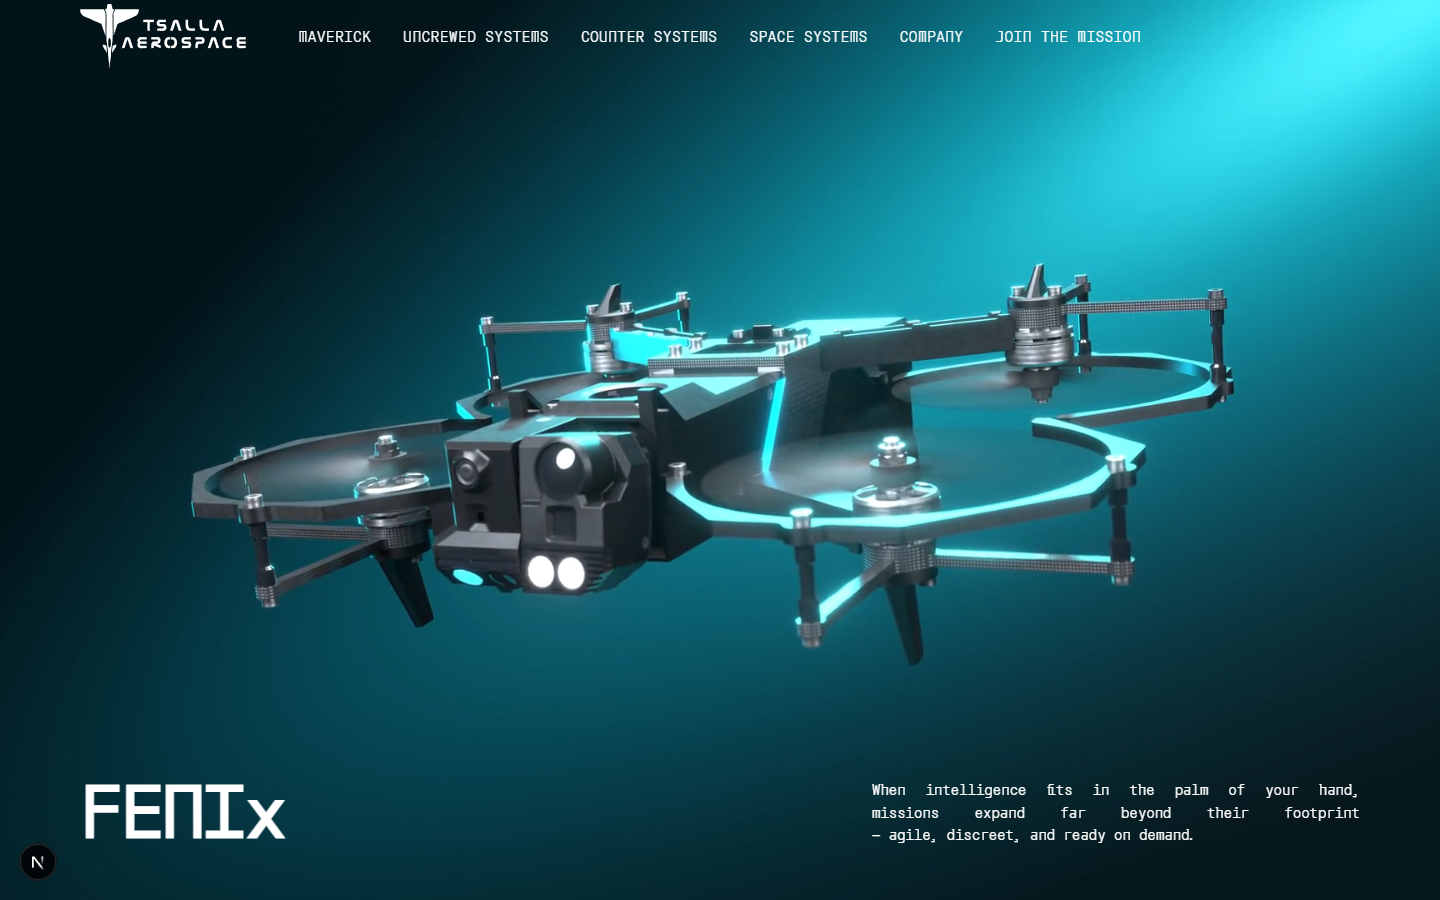 TSALLA
AEROSPACE
MAVERICK UNCREWED SYSTEMS COUNTER SYSTEMS SPACE SYSTEMS COMPANY JOIN THE MISSION
FENIx
When intelligence fits in the palm of your hand,
missions expand far beyond their footprint
– agile, discreet, and ready on demand.
N